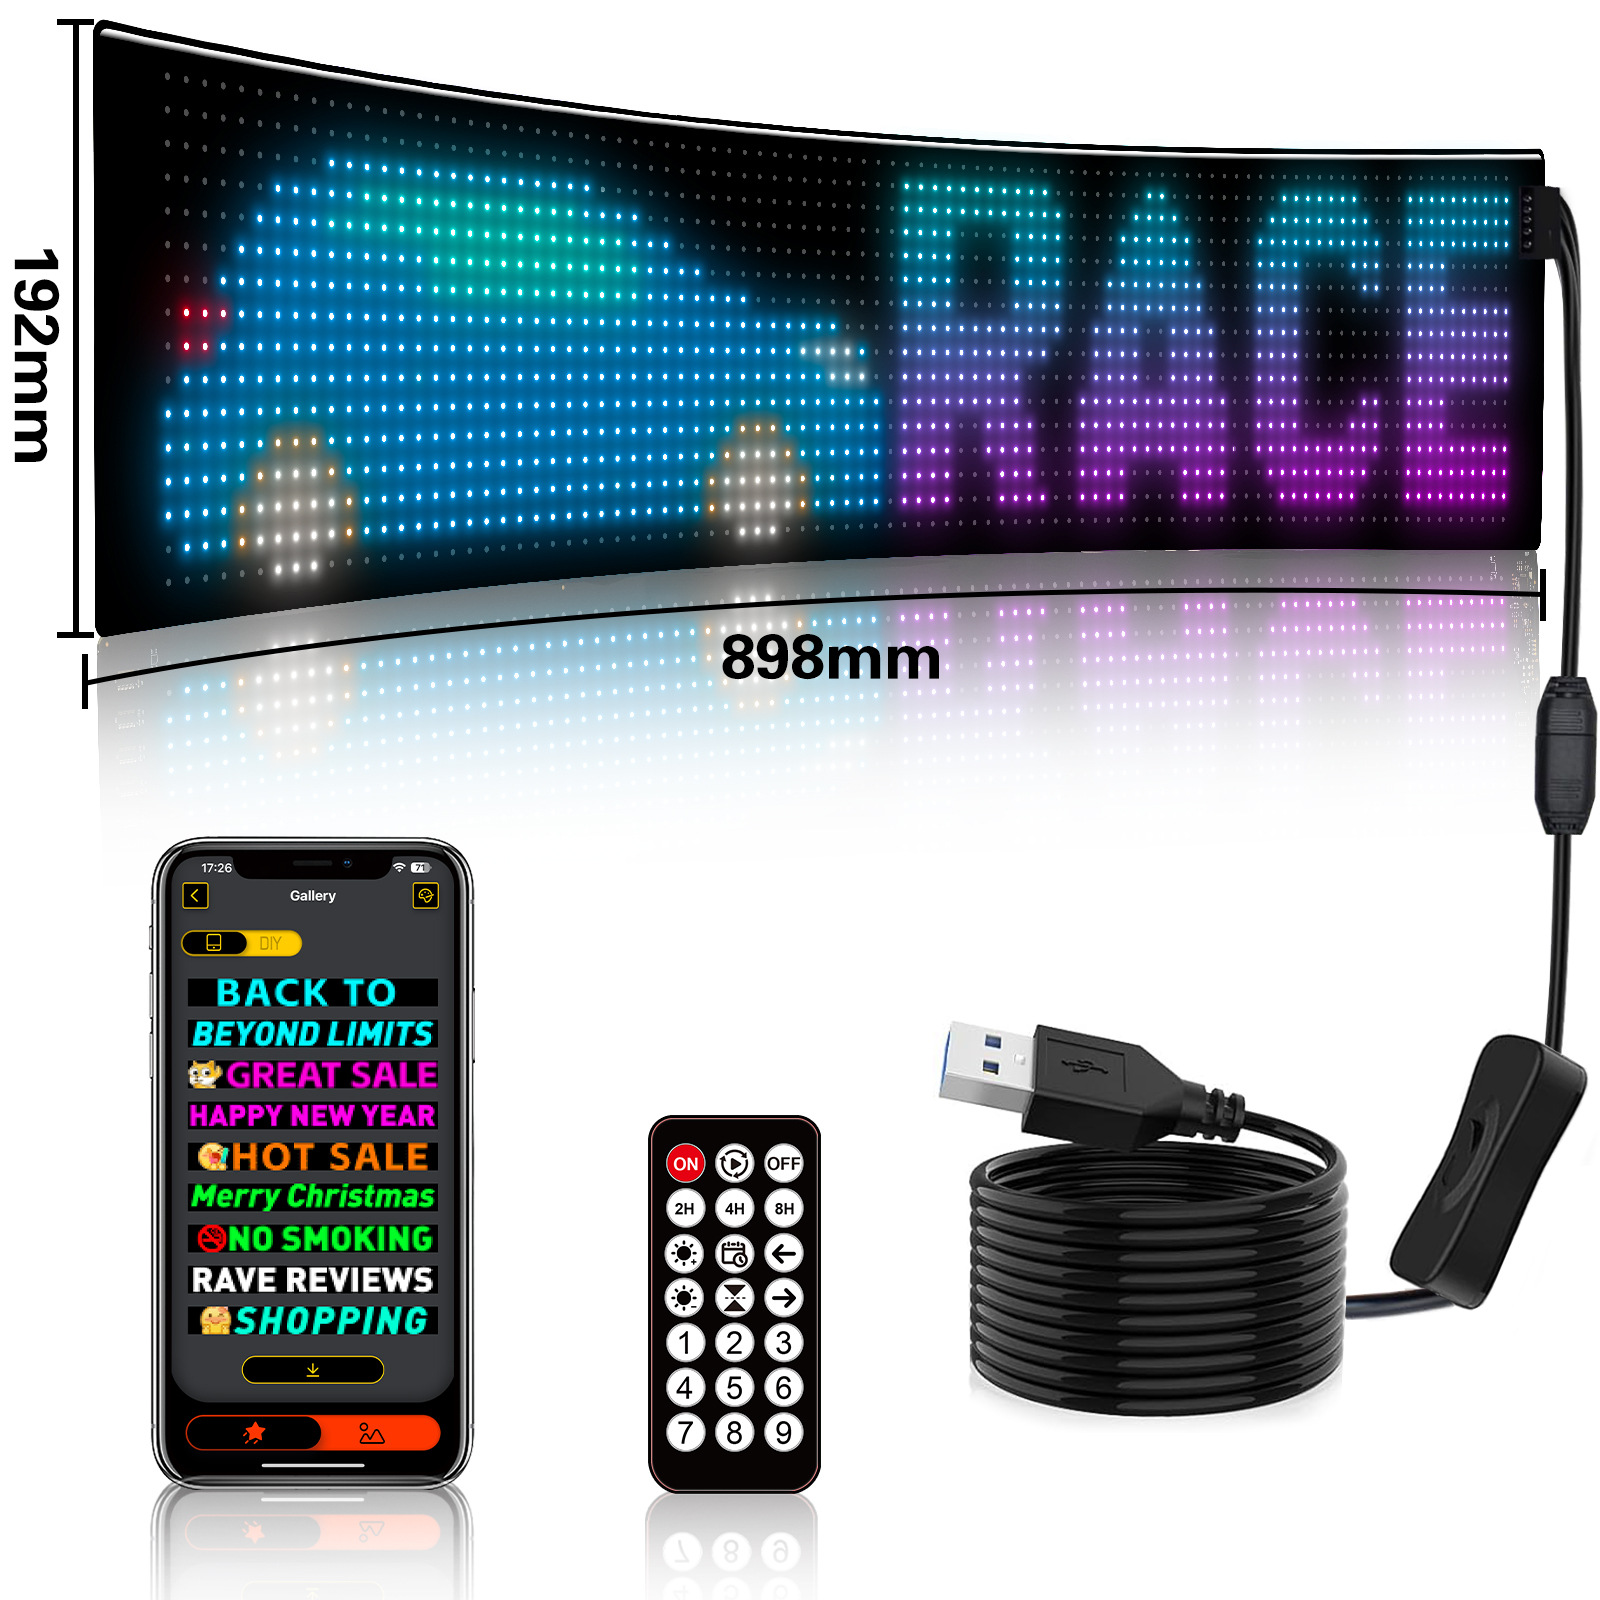 192mm
RACE
898mm
17:26
71
Gallery
DIY
BACK TO
BEYOND LIMITS
GREAT SALE
HAPPY NEW YEAR
HOT SALE
Merry Christmas
NO SMOKING
RAVE REVIEWS
SHOPPING
ON OFF
2H 4H 8H
1 2 3
4 5 6
7 8 9